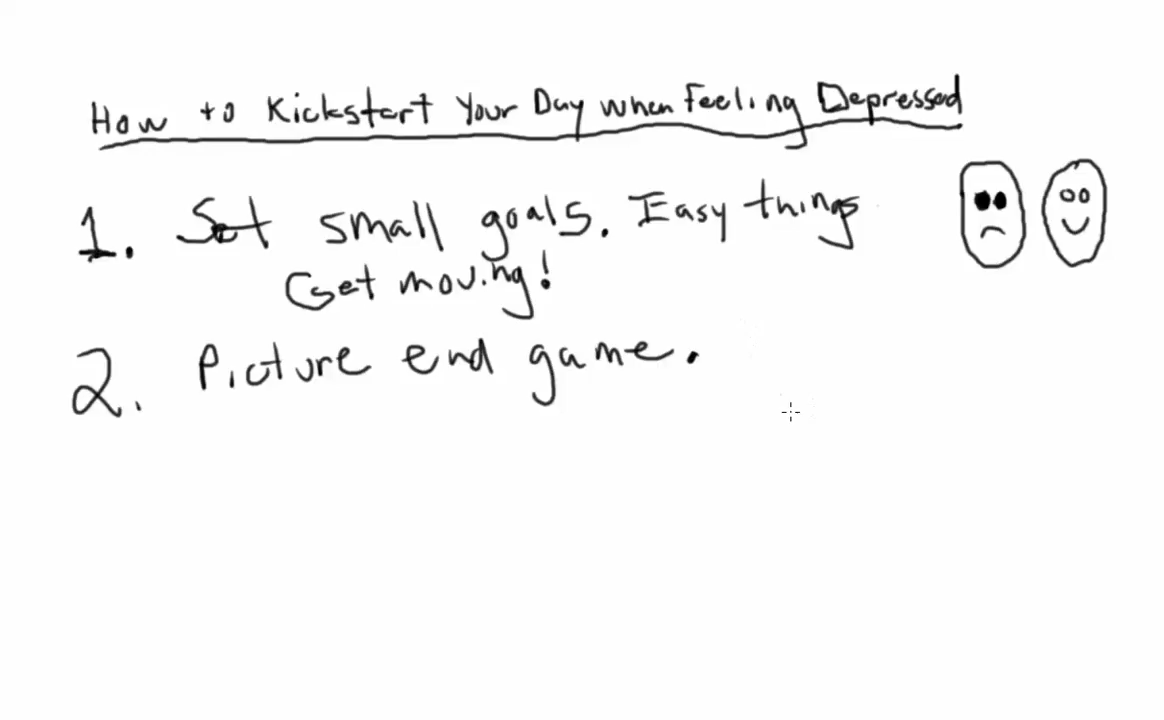 How to Kickstart Your Day when Feeling Depressed
1. Set small goals. Easy things
Get moving!
2. Picture end game.